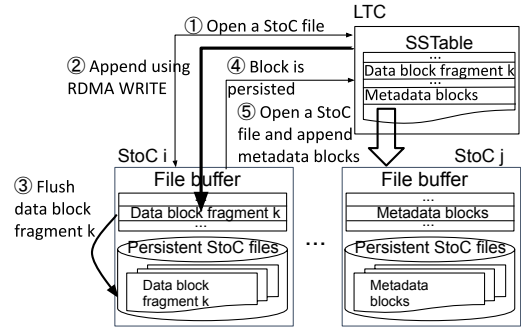 LTC
① Open a StoC file
SSTable
...
Data block fragment k
...
Metadata blocks
② Append using
RDMA WRITE
④ Block is
persisted
⑤ Open a StoC
file and append
metadata blocks
StoC i
StoC j
③ Flush
data block
fragment k
File buffer
...
Data block fragment k
...
Persistent StoC files
Data block
fragment k
...
File buffer
...
Metadata blocks
...
Persistent StoC files
Metadata
blocks